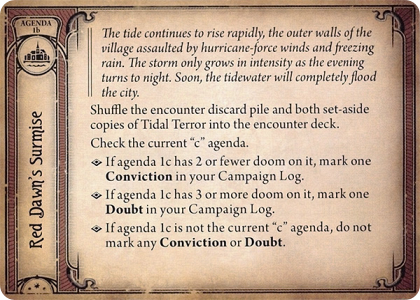 AGENDA
1b
Red Dawn's Surmise
The tide continues to rise rapidly, the outer walls of the
village assaulted by hurricane-force winds and freezing
rain. The storm only grows in intensity as the evening
turns to night. Soon, the tidewater will completely flood
the city.
Shuffle the encounter discard pile and both set-aside
copies of Tidal Terror into the encounter deck.
Check the current “c” agenda.
If agenda 1c has 2 or fewer doom on it, mark one
Conviction in your Campaign Log.
If agenda 1c has 3 or more doom on it, mark one
Doubt in your Campaign Log.
If agenda 1c is not the current “c” agenda, do not
mark any Conviction or Doubt.